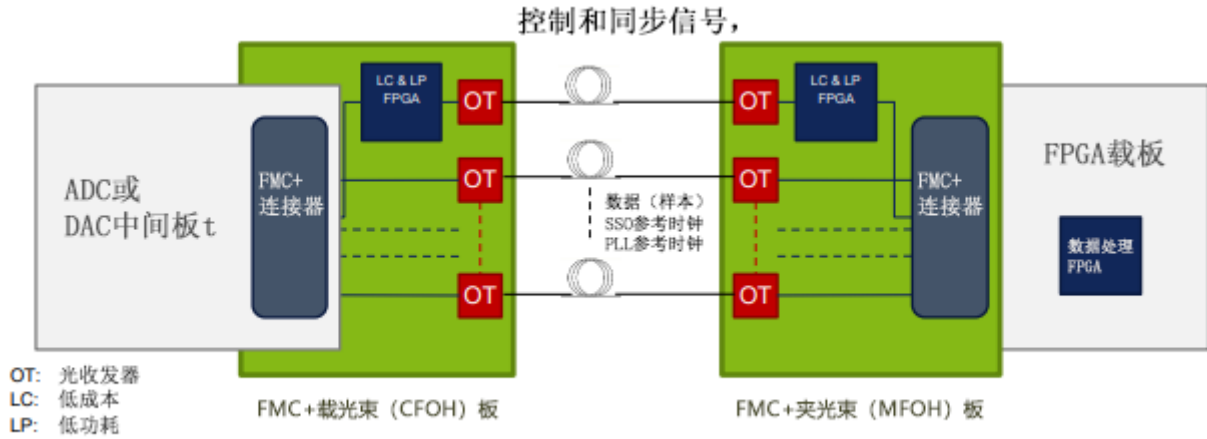 控制和同步信号，
LC & LP
FPGA
OT
OT
LC & LP
FPGA
ADC或
DAC中间板t
FMC+
连接器
OT
OT
数据（样本）
SSO参考时钟
PLL参考时钟
FMC+
连接器
FPGA载板
数据处理
FPGA
OT
OT
OT: 光收发器
LC: 低成本
LP: 低功耗
FMC+载光束（CFOH）板
FMC+夹光束（MFOH）板